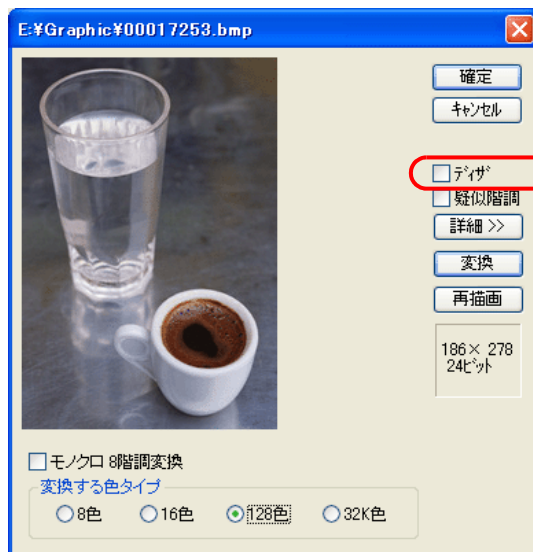 E:¥Graphic¥00017253.bmp
確定
ｷｬﾝｾﾙ
ﾃﾞｨｻﾞ
疑似階調
詳細 >>
変換
再描画
186× 278
24ﾋﾞｯﾄ
モノクロ 8階調変換
変換する色タイプ
8色
16色
128色
32K色